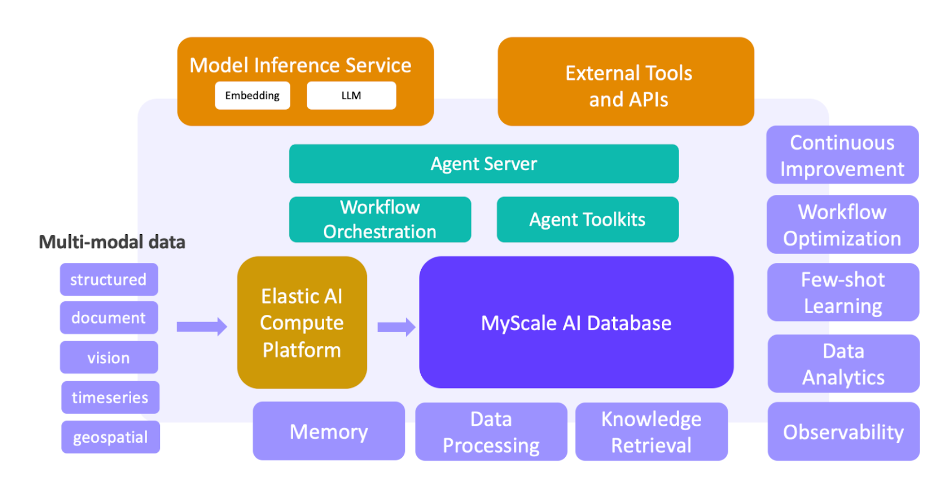 Model Inference Service
Embedding
LLM
External Tools
and APIs
Agent Server
Workflow
Orchestration
Agent Toolkits
Multi-modal data
structured
document
vision
timeseries
geospatial
Elastic AI
Compute
Platform
MyScale AI Database
Memory
Data
Processing
Knowledge
Retrieval
Continuous
Improvement
Workflow
Optimization
Few-shot
Learning
Data
Analytics
Observability